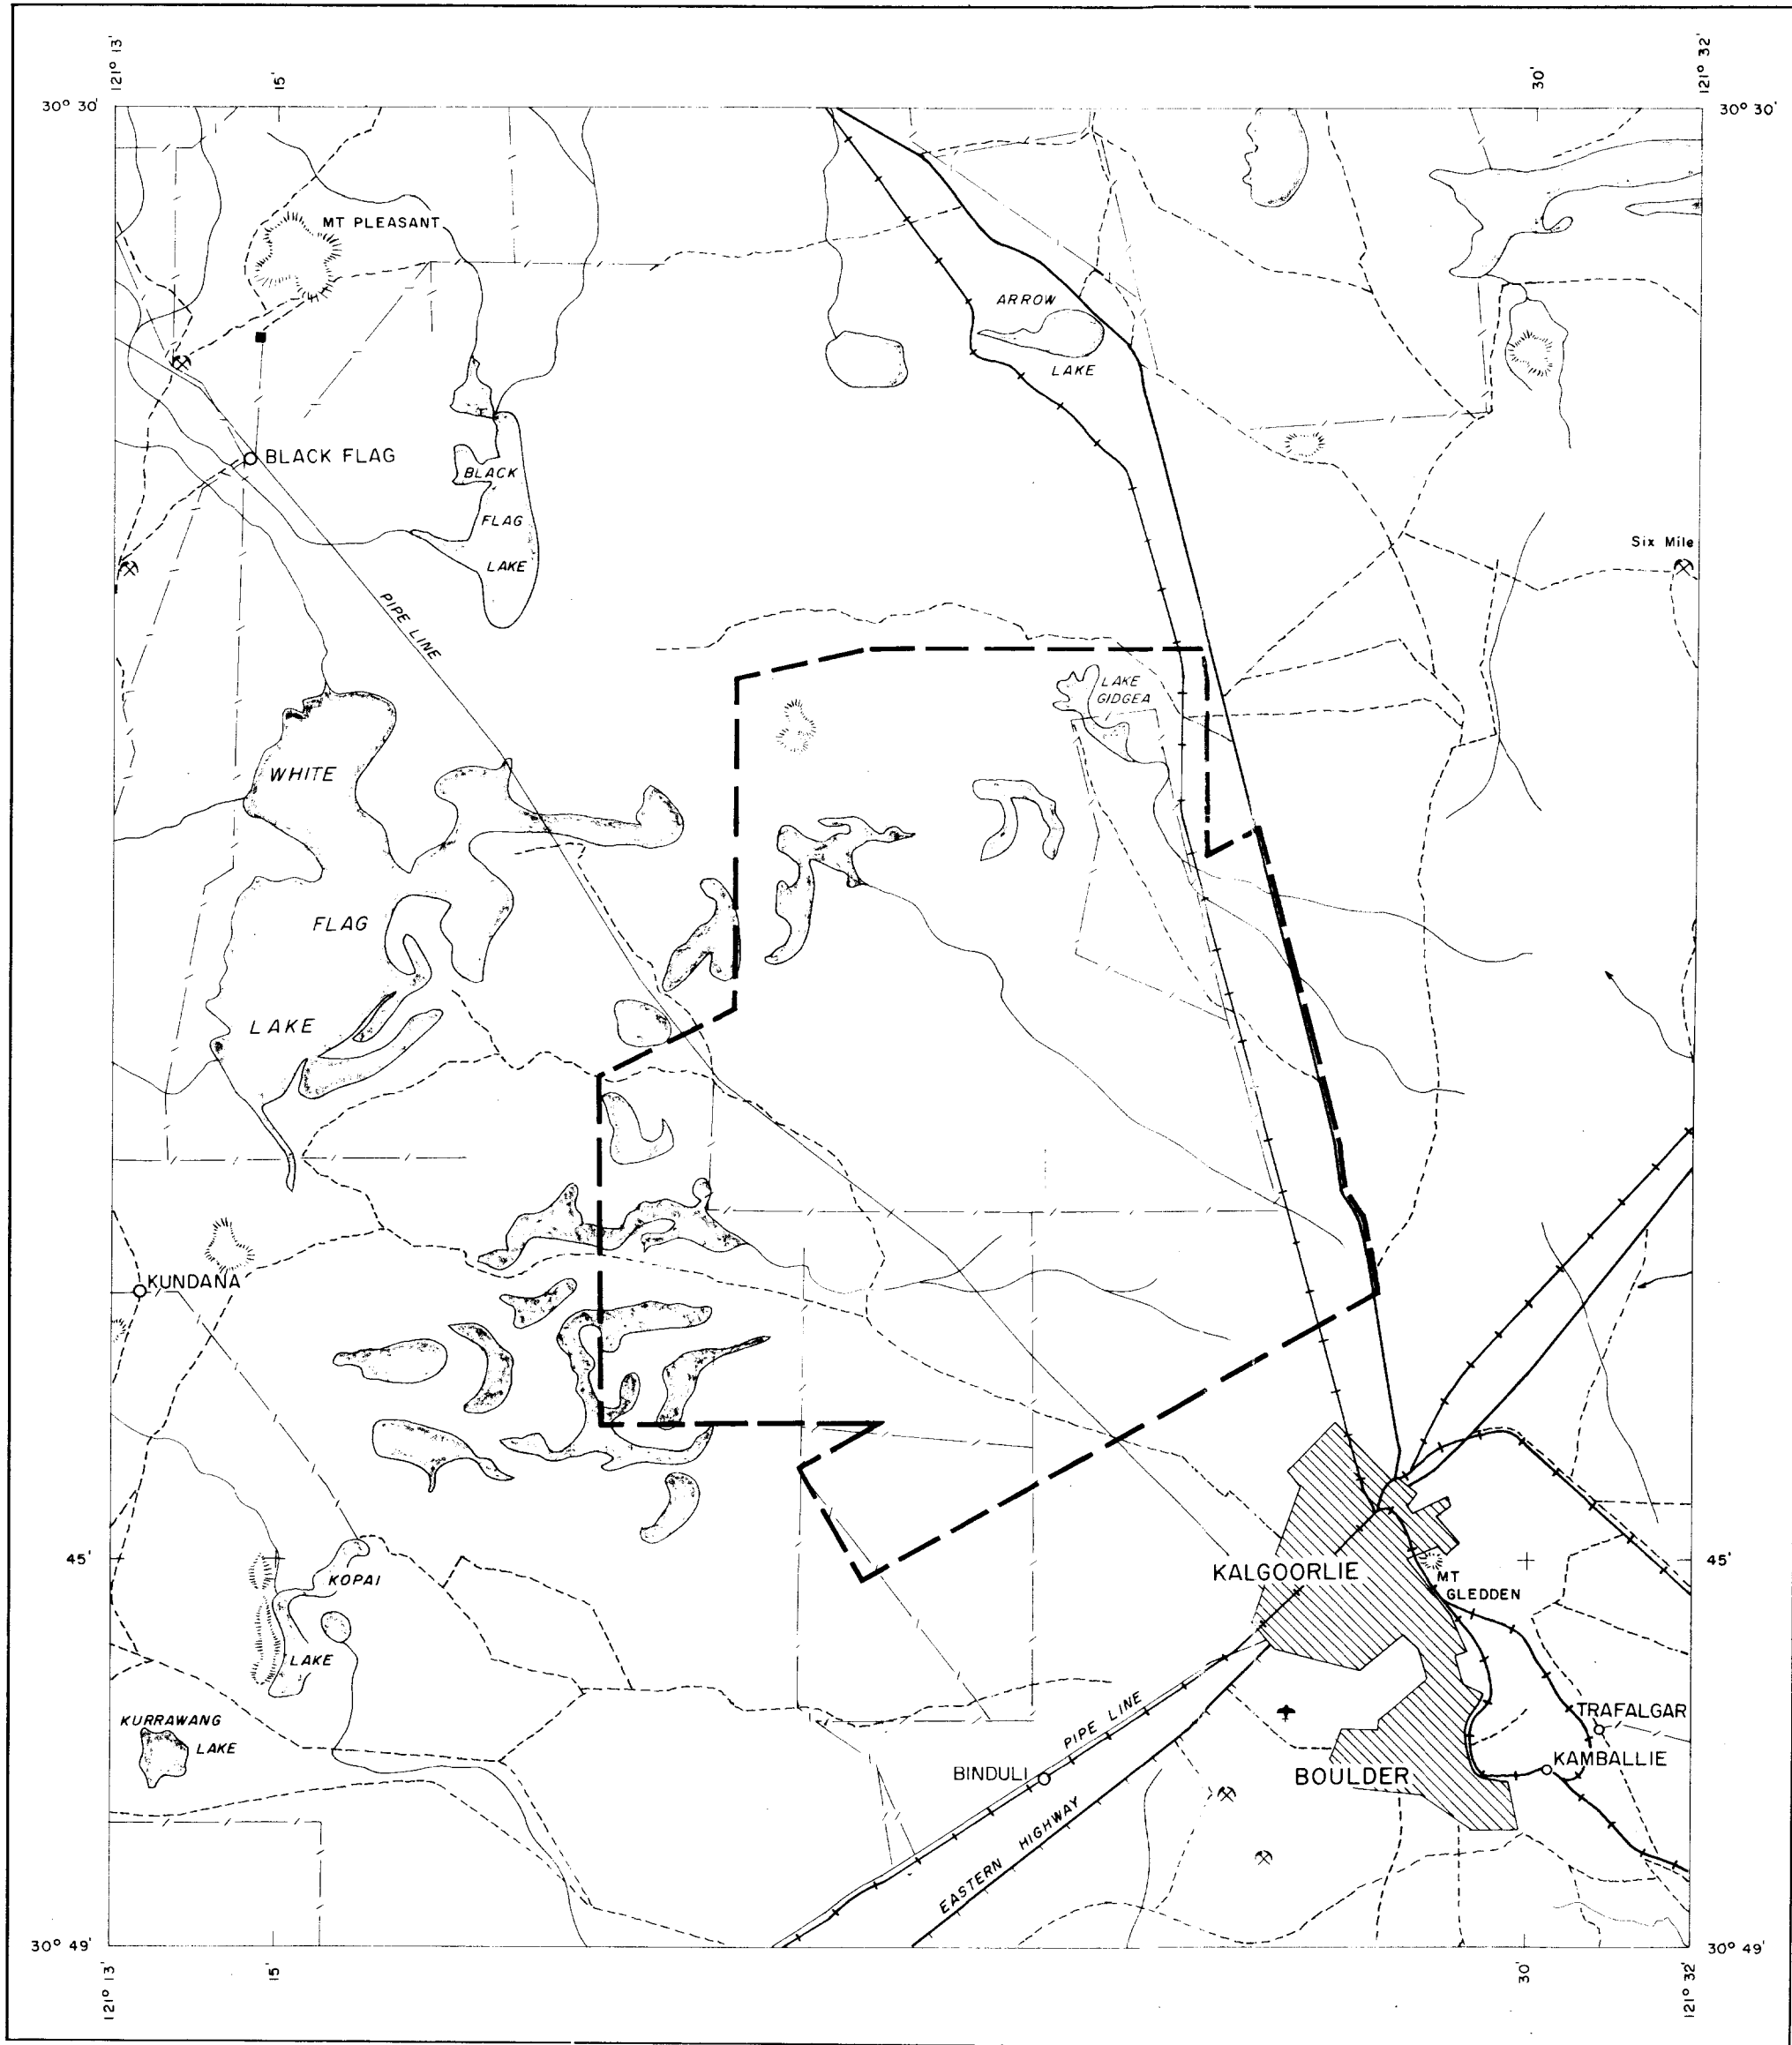 121° 13'
15'
30'
121° 32'
30° 30'
30° 30'
MT PLEASANT
ARROW
LAKE
BLACK FLAG
BLACK
FLAG
LAKE
Six Mile
PIPE LINE
LAKE
GIDGEA
WHITE
FLAG
LAKE
KUNDANA
45'
45'
KALGOORLIE
MT
GLEDDEN
KOPAI
LAKE
KURRAWANG
LAKE
PIPE LINE
TRAFALGAR
KAMBALLIE
BINDULI
BOULDER
EASTERN HIGHWAY
30° 49'
30° 49'
121° 13'
15'
30'
121° 32'